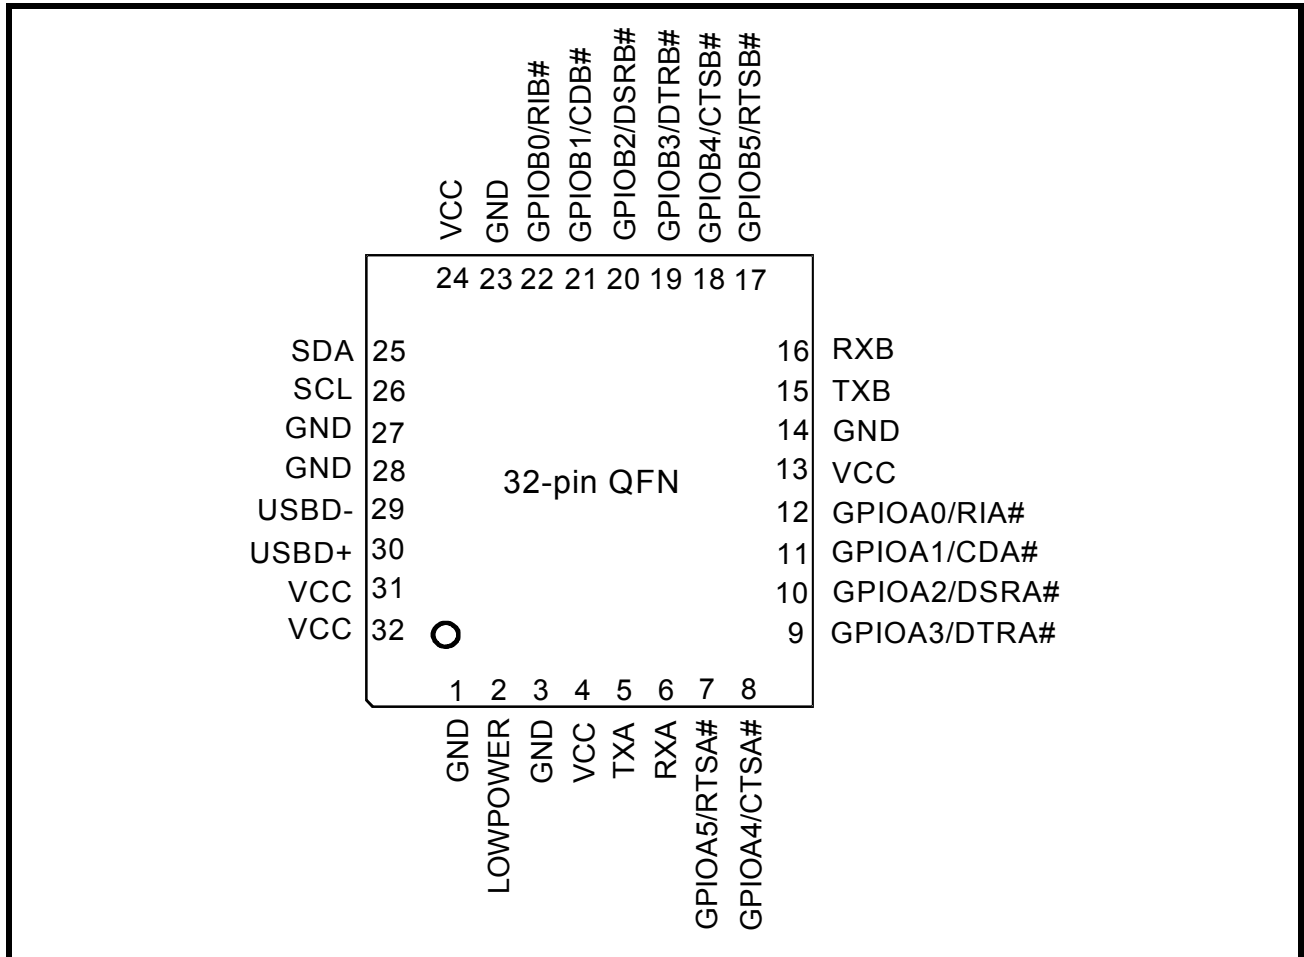 VCC
GND
GPIOB0/RIB#
GPIOB1/CDB#
GPIOB2/DSRB#
GPIOB3/DTRB#
GPIOB4/CTSB#
GPIOB5/RTSB#
24 23 22 21 20 19 18 17
SDA 25
SCL 26
GND 27
GND 28
USBD- 29
USBD+ 30
VCC 31
VCC 32
32-pin QFN
16 RXB
15 TXB
14 GND
13 VCC
12 GPIOA0/RIA#
11 GPIOA1/CDA#
10 GPIOA2/DSRA#
9 GPIOA3/DTRA#
1 2 3 4 5 6 7 8
GND
LOWPOWER
GND
VCC
TXA
RXA
GPIOA5/RTSA#
GPIOA4/CTSA#